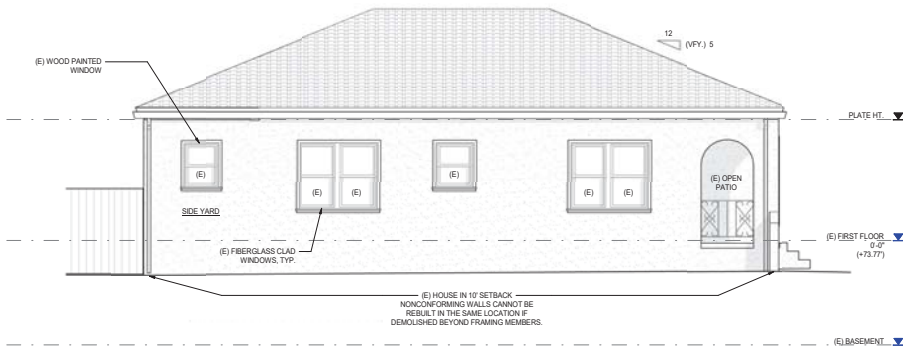 12
(VFY.) 5
(E) WOOD PAINTED
WINDOW
PLATE HT.
(E)
(E)
(E)
(E)
(E)
(E)
(E) OPEN
PATIO
SIDE YARD
(E) FIBERGLASS CLAD
WINDOWS, TYP.
(E) FIRST FLOOR
0'-0"
(+73.77')
(E) HOUSE IN 10' SETBACK
NONCONFORMING WALLS CANNOT BE
REBUILT IN THE SAME LOCATION IF
DEMOLISHED BEYOND FRAMING MEMBERS.
(E) BASEMENT